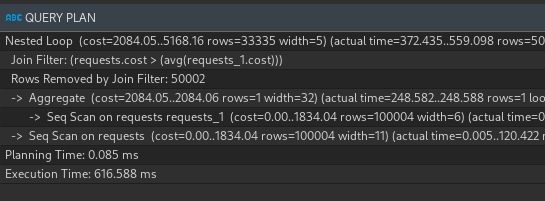 ABC QUERY PLAN
Nested Loop (cost=2084.05..5168.16 rows=33335 width=5) (actual time=372.435..559.098 rows=50
Join Filter: (requests.cost > (avg(requests_1.cost)))
Rows Removed by Join Filter: 50002
-> Aggregate (cost=2084.05..2084.06 rows=1 width=32) (actual time=248.582..248.588 rows=1 loo
-> Seq Scan on requests requests_1 (cost=0.00..1834.04 rows=100004 width=6) (actual time=0
-> Seq Scan on requests (cost=0.00..1834.04 rows=100004 width=11) (actual time=0.005..120.422 r
Planning Time: 0.085 ms
Execution Time: 616.588 ms